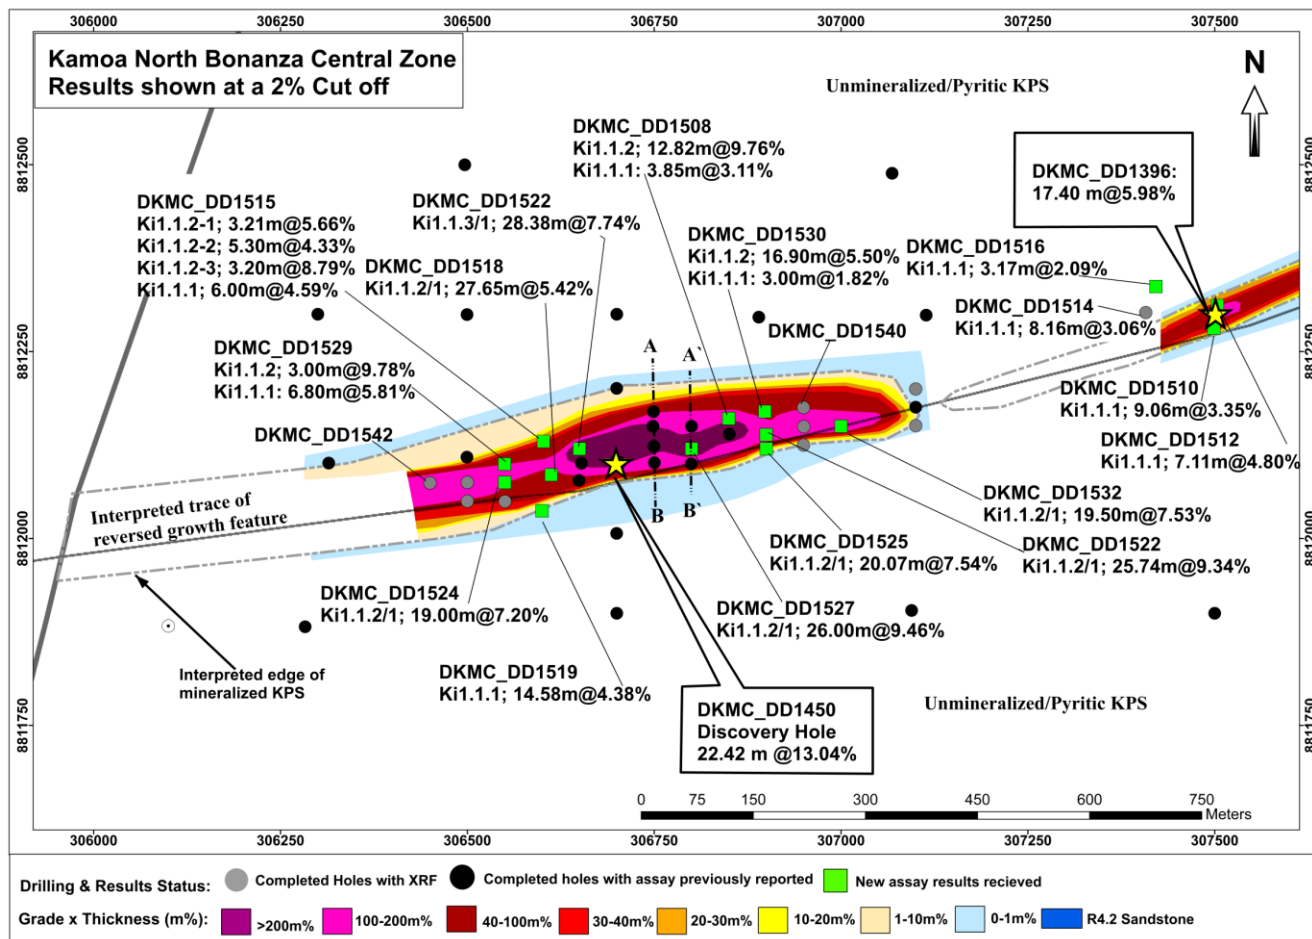 306000 306250 306500 306750 307000 307250 307500
Kamoa North Bonanza Central Zone
Results shown at a 2% Cut off
Unmineralized/Pyritic KPS
N
8812500
8812500
DKMC_DD1508
Ki1.1.2; 12.82m@9.76%
Ki1.1.1: 3.85m@3.11%
DKMC_DD1396:
17.40 m@5.98%
DKMC_DD1515
Ki1.1.2-1; 3.21m@5.66%
Ki1.1.2-2; 5.30m@4.33%
Ki1.1.2-3; 3.20m@8.79%
Ki1.1.1; 6.00m@4.59%
DKMC_DD1522
Ki1.1.3/1; 28.38m@7.74%
DKMC_DD1518
Ki1.1.2/1;
27.65m@5.42%
DKMC_DD1530
Ki1.1.2; 16.90m@5.50%
Ki1.1.1: 3.00m@1.82%
DKMC_DD1516
Ki1.1.1; 3.17m@2.09%
DKMC_DD1514
Ki1.1.1; 8.16m@3.06%
DKMC_DD1540
8812250
8812250
A A`
DKMC_DD1529
Ki1.1.2; 3.00m@9.78%
Ki1.1.1: 6.80m@5.81%
DKMC_DD1510
Ki1.1.1; 9.06m@3.35%
DKMC_DD1512
Ki1.1.1; 7.11m@4.80%
DKMC_DD1542
B B`
Interpreted trace of
reversed growth feature
8812000
8812000
DKMC_DD1532
Ki1.1.2/1; 19.50m@7.53%
DKMC_DD1525
Ki1.1.2/1; 20.07m@7.54%
DKMC_DD1522
Ki1.1.2/1; 25.74m@9.34%
DKMC_DD1524
Ki1.1.2/1; 19.00m@7.20%
DKMC_DD1527
Ki1.1.2/1; 26.00m@9.46%
Interpreted edge of
mineralized KPS
DKMC_DD1519
Ki1.1.1; 14.58m@4.38%
DKMC_DD1450
Discovery Hole
22.42 m @13.04%
Unmineralized/Pyritic KPS
8811750
8811750
0 75 150 300 450 600 750
Meters
306000 306250 306500 306750 307000 307250 307500
Drilling & Results Status: Completed Holes with XRF Completed holes with assay previously reported New assay results recieved
Grade x Thickness (m%): >200m% 100-200m% 40-100m% 30-40m% 20-30m% 10-20m% 1-10m% 0-1m% R4.2 Sandstone